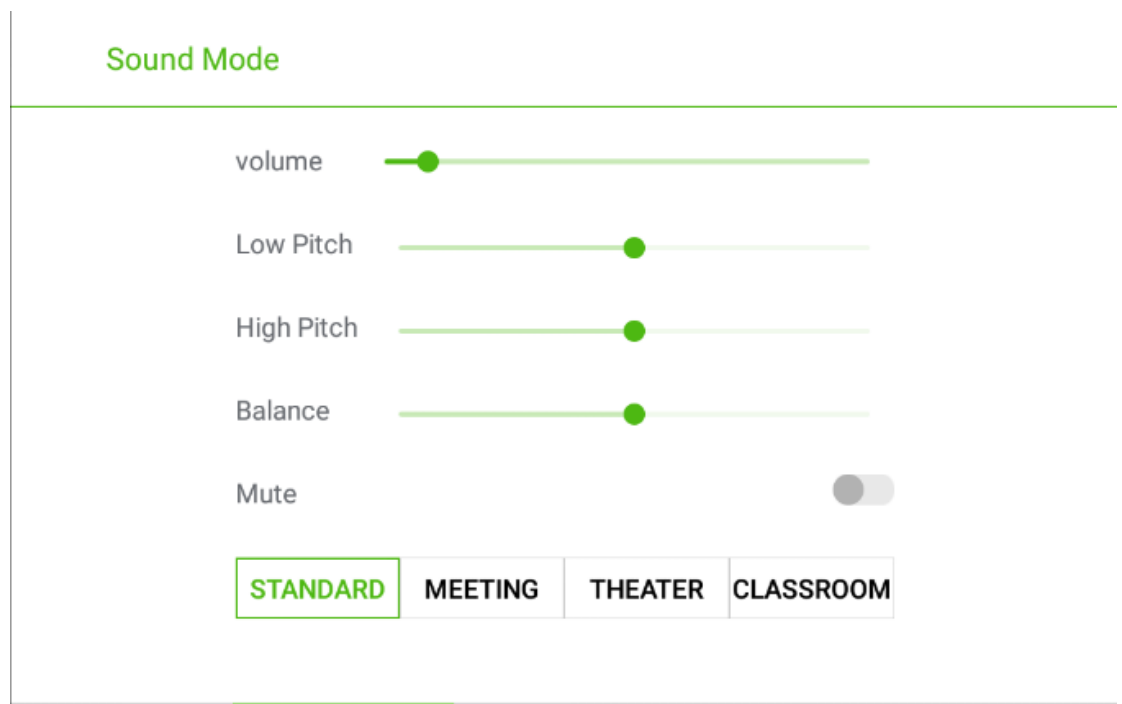 Sound Mode
volume
Low Pitch
High Pitch
Balance
Mute
STANDARD MEETING THEATER CLASSROOM